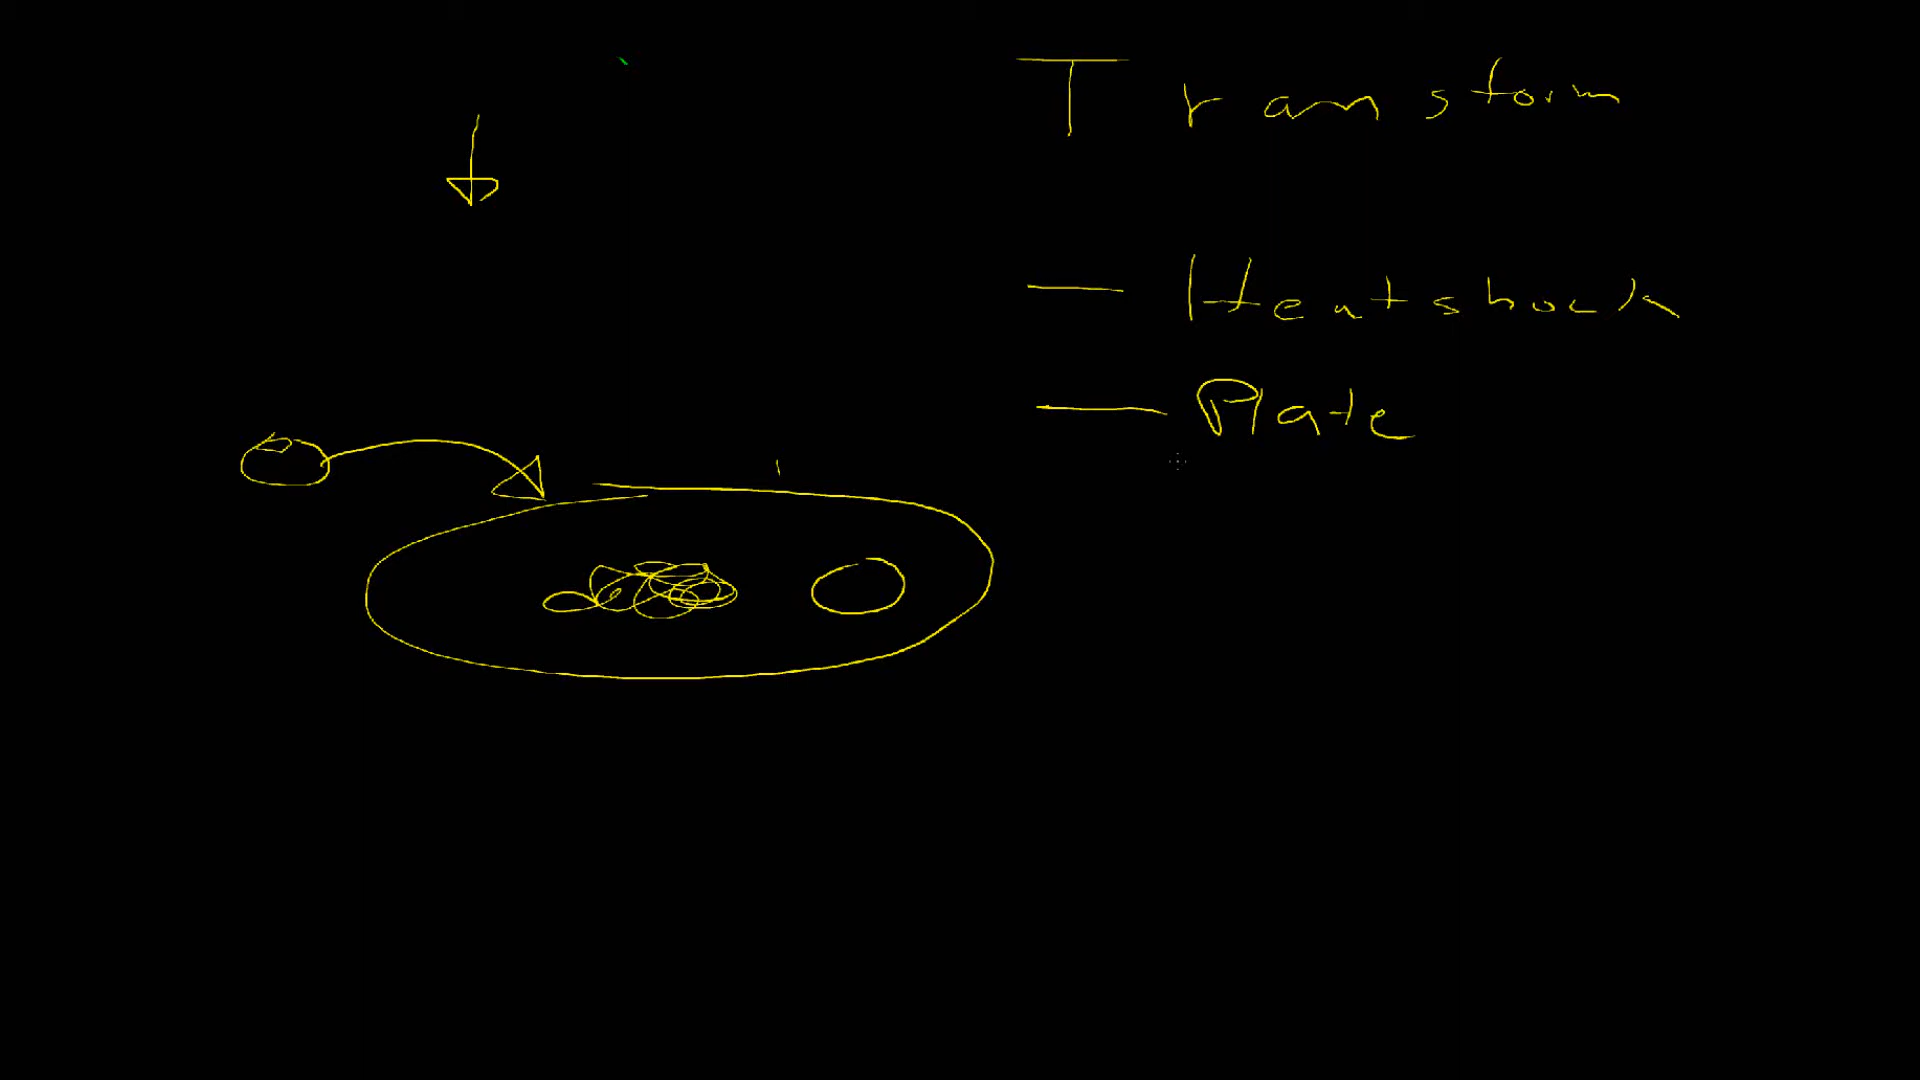 Transform
— Heatshock
— Plate